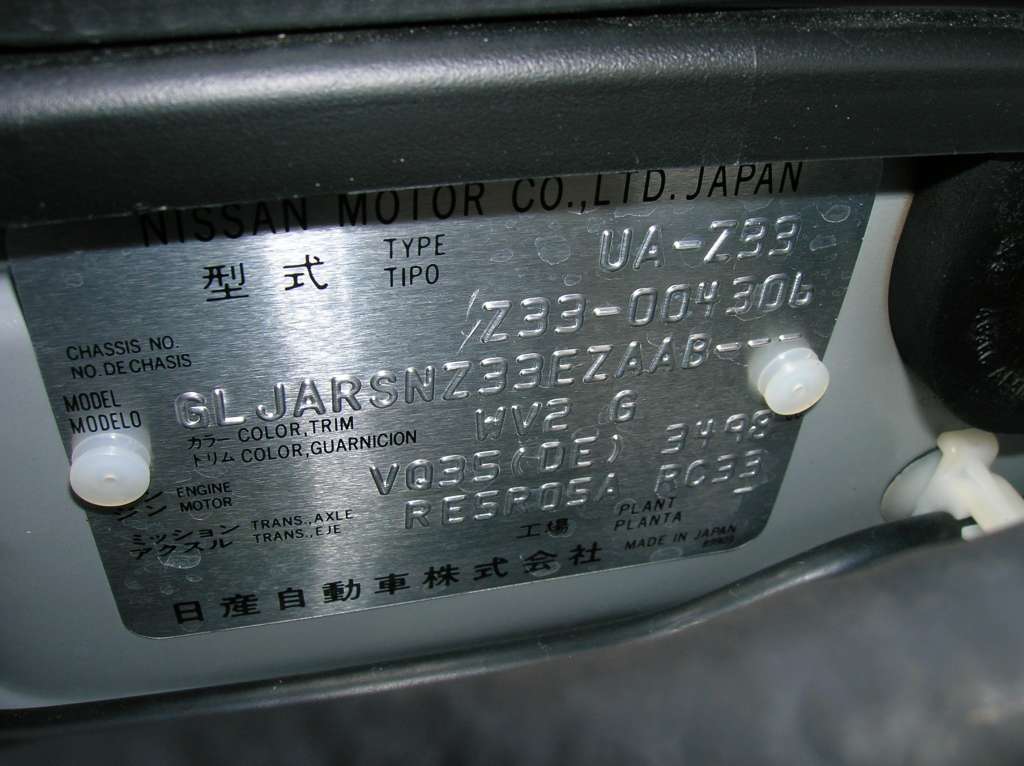 NISSAN MOTOR CO.,LTD. JAPAN
型式 TYPE TIPO UA-Z33
CHASSIS NO. NO. DE CHASIS Z33-004306
MODEL MODELO GLJARSNZ33EZAAB---
カラー COLOR,TRIM
トリム COLOR,GUARNICION WV2 G
ENGINE MOTOR VQ35(DE) 3498
ミッション TRANS.,AXLE
アクスル TRANS.,EJE RE5R05A RC33
工場 PLANT PLANTA
MADE IN JAPAN
日産自動車株式会社